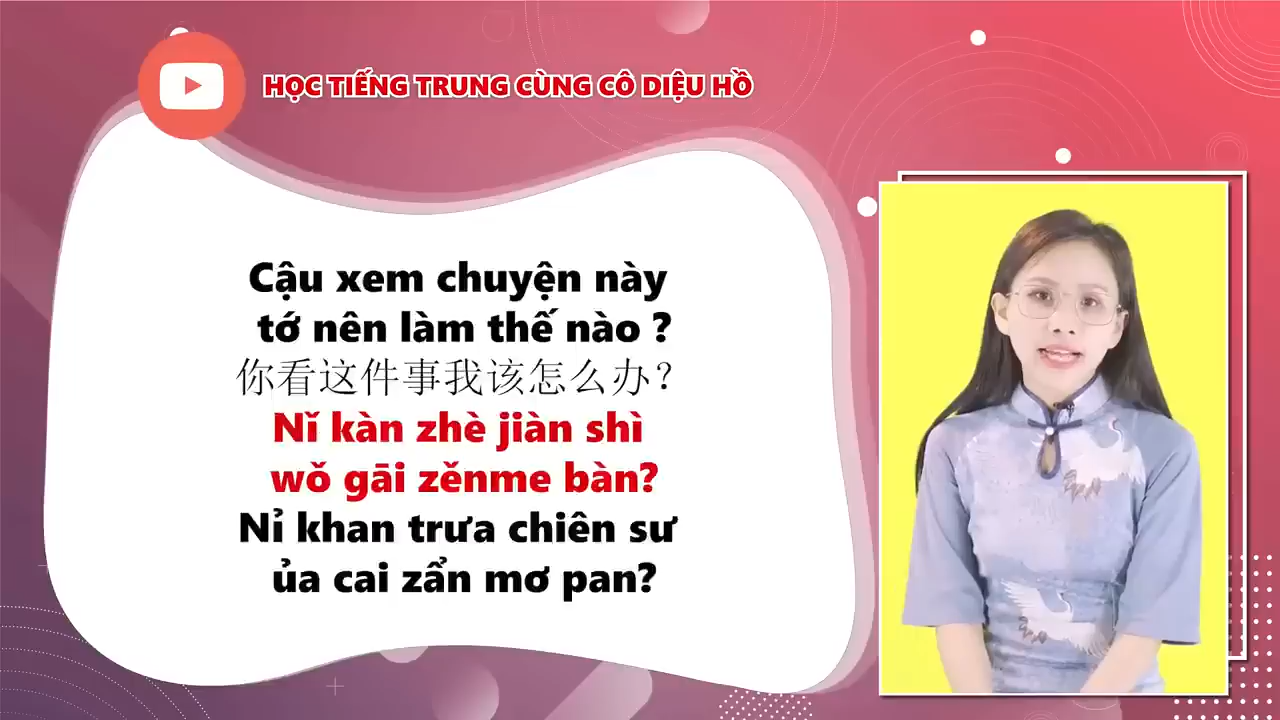 HỌC TIẾNG TRUNG CÙNG CÔ DIỆU HỒ
Cậu xem chuyện này
tớ nên làm thế nào ?
你看这件事我该怎么办?
Nǐ kàn zhè jiàn shì
wǒ gāi zěnme bàn?
Nỉ khan trưa chiên sư
ủa cai zẩn mơ pan?